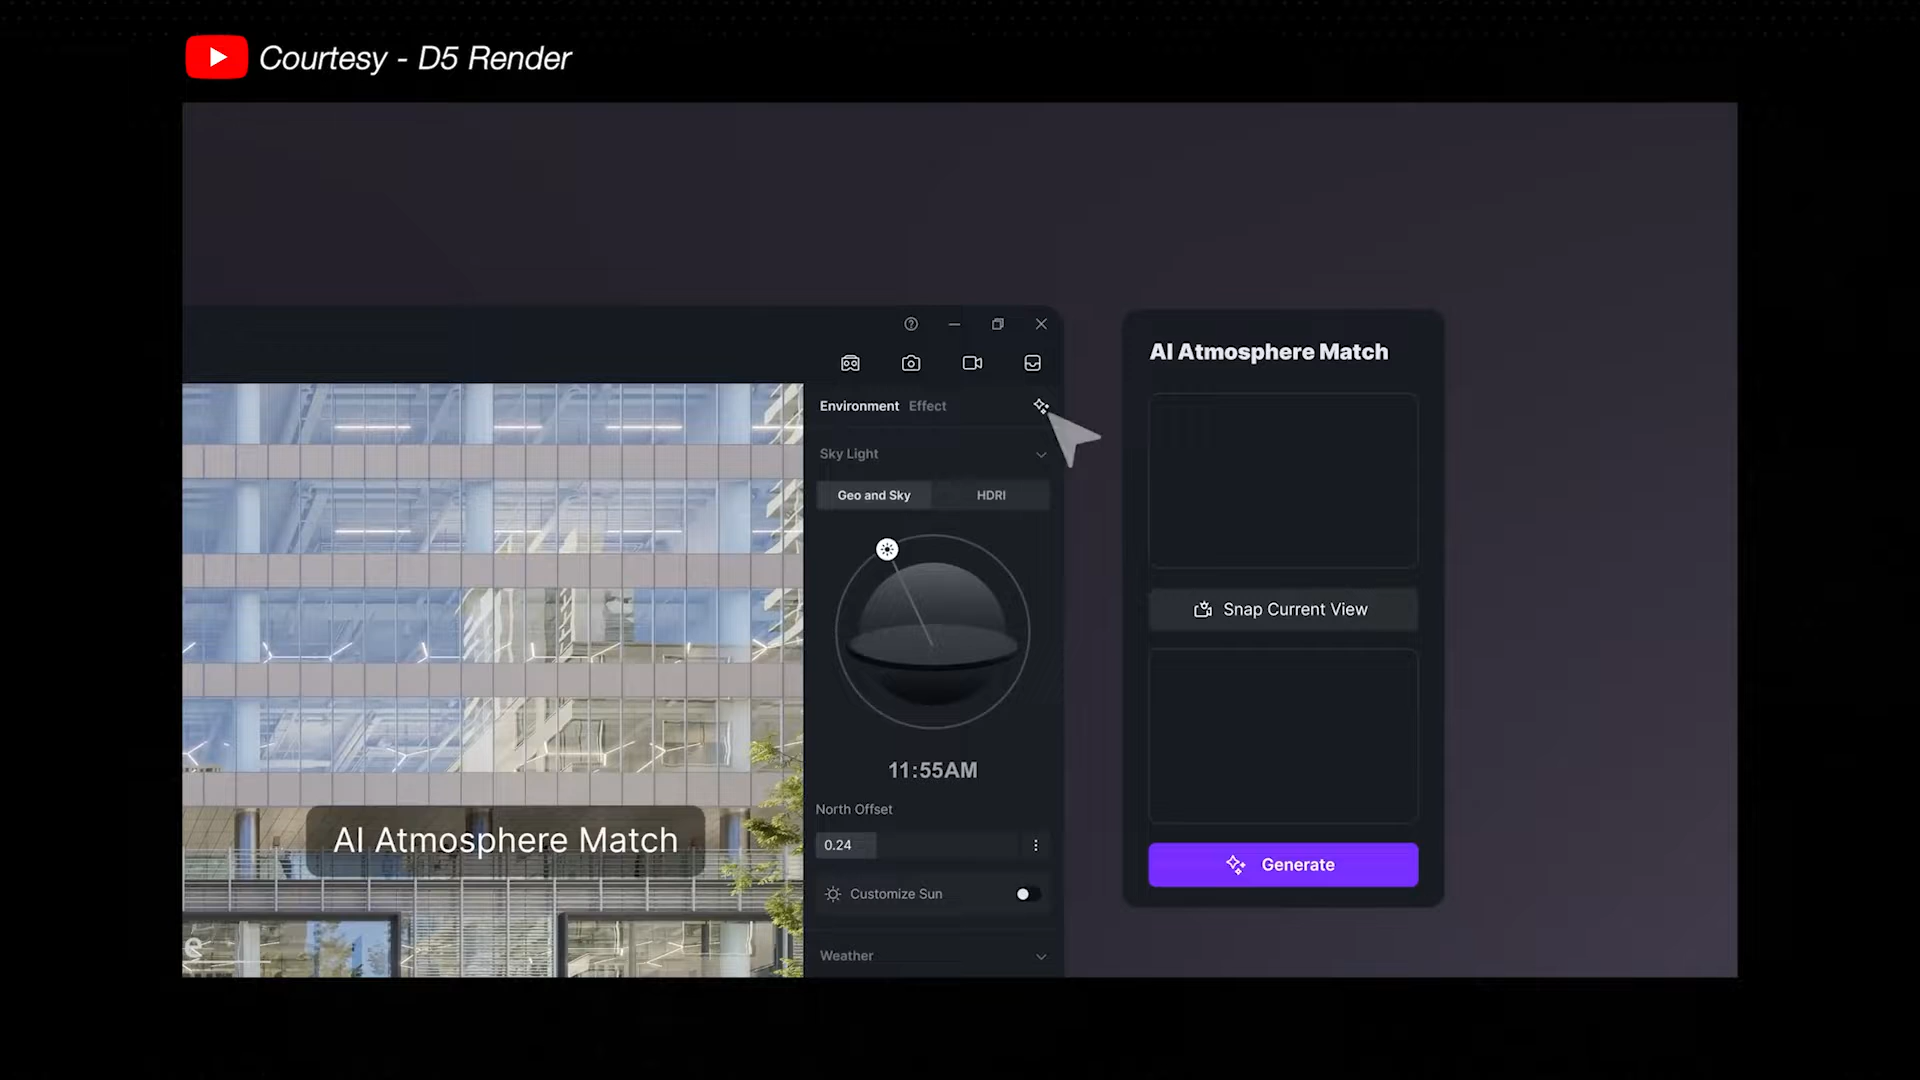 Courtesy - D5 Render
AI Atmosphere Match
Environment Effect
Sky Light
Geo and Sky HDRI
Snap Current View
11:55AM
North Offset
0.24
AI Atmosphere Match
Generate
Customize Sun
Weather
e